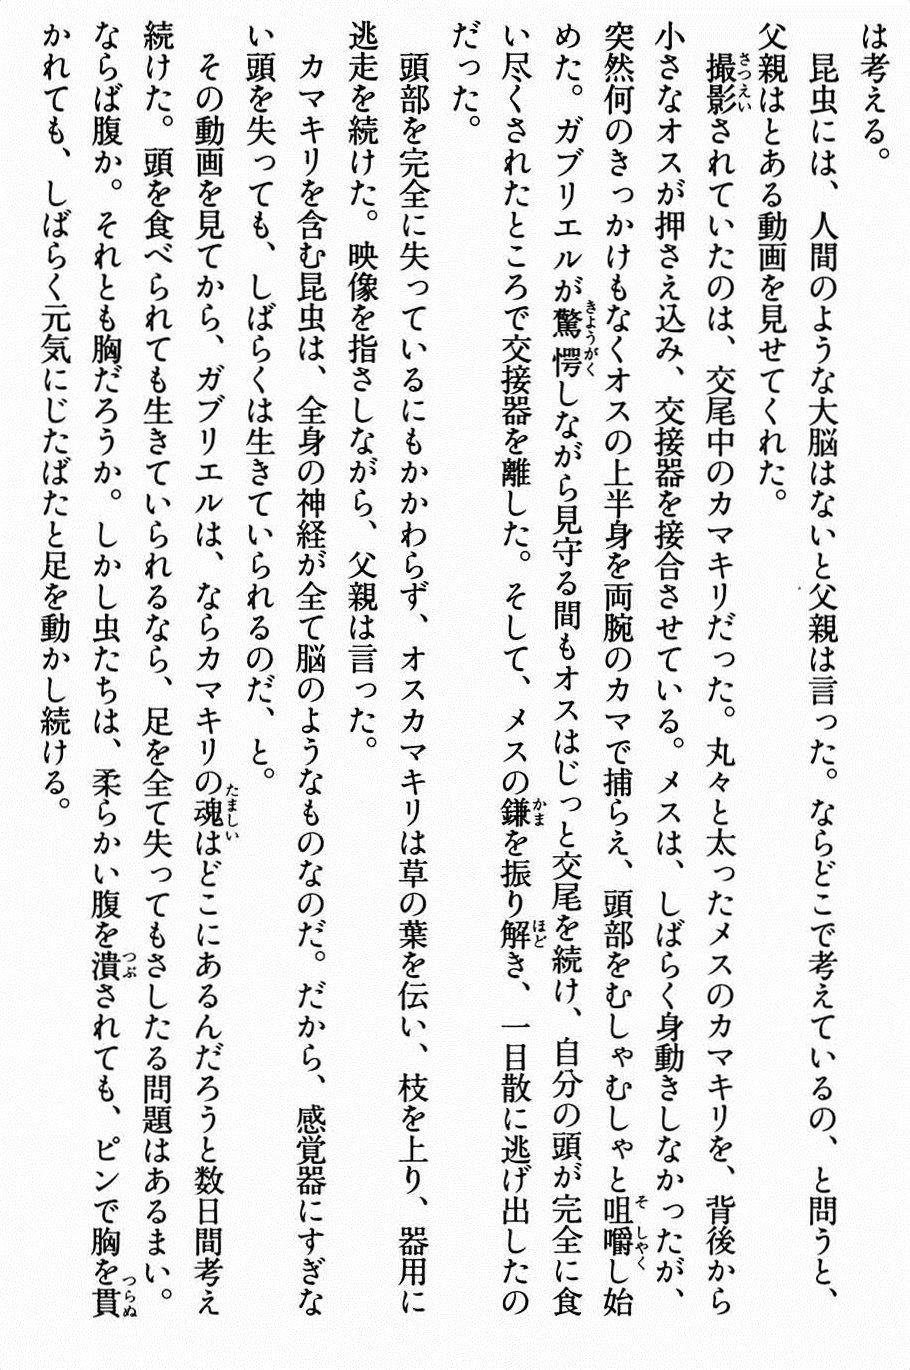 は考える。
　昆虫には、人間のような大脳はないと父親は言った。ならどこで考えているの、と問うと、
父親はとある動画を見せてくれた。
　撮影されていたのは、交尾中のカマキリだった。丸々と太ったメスのカマキリを、背後から
小さなオスが押さえ込み、交接器を接合させている。メスは、しばらく身動きしなかったが、
突然何のきっかけもなくオスの上半身を両腕のカマで捕らえ、頭部をむしゃむしゃと咀嚼し始
めた。ガブリエルが驚愕しながら見守る間もオスはじっと交尾を続け、自分の頭が完全に食
い尽くされたところで交接器を離した。そして、メスの鎌を振り解き、一目散に逃げ出したの
だった。
　頭部を完全に失っているにもかかわらず、オスカマキリは草の葉を伝い、枝を上り、器用に
逃走を続けた。映像を指さしながら、父親は言った。
　カマキリを含む昆虫は、全身の神経が全て脳のようなものなのだ。だから、感覚器にすぎな
い頭を失っても、しばらくは生きていられるのだ、と。
　その動画を見てから、ガブリエルは、ならカマキリの魂はどこにあるんだろうと数日間考え
続けた。頭を食べられても生きていられるなら、足を全て失ってもさしたる問題はあるまい。
ならば腹か。それとも胸だろうか。しかし虫たちは、柔らかい腹を潰されても、ピンで胸を貫
かれても、しばらく元気にじたばたと足を動かし続ける。